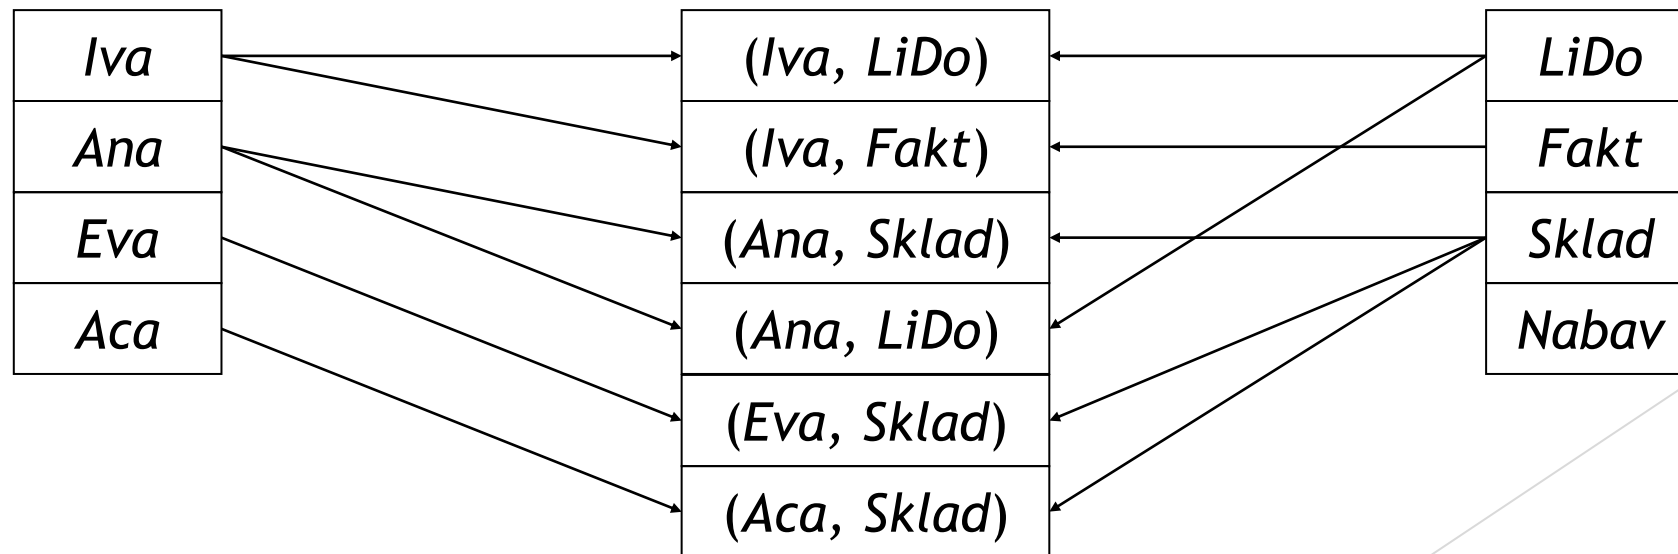 Iva
Ana
Eva
Aca
(Iva, LiDo)
(Iva, Fakt)
(Ana, Sklad)
(Ana, LiDo)
(Eva, Sklad)
(Aca, Sklad)
LiDo
Fakt
Sklad
Nabav